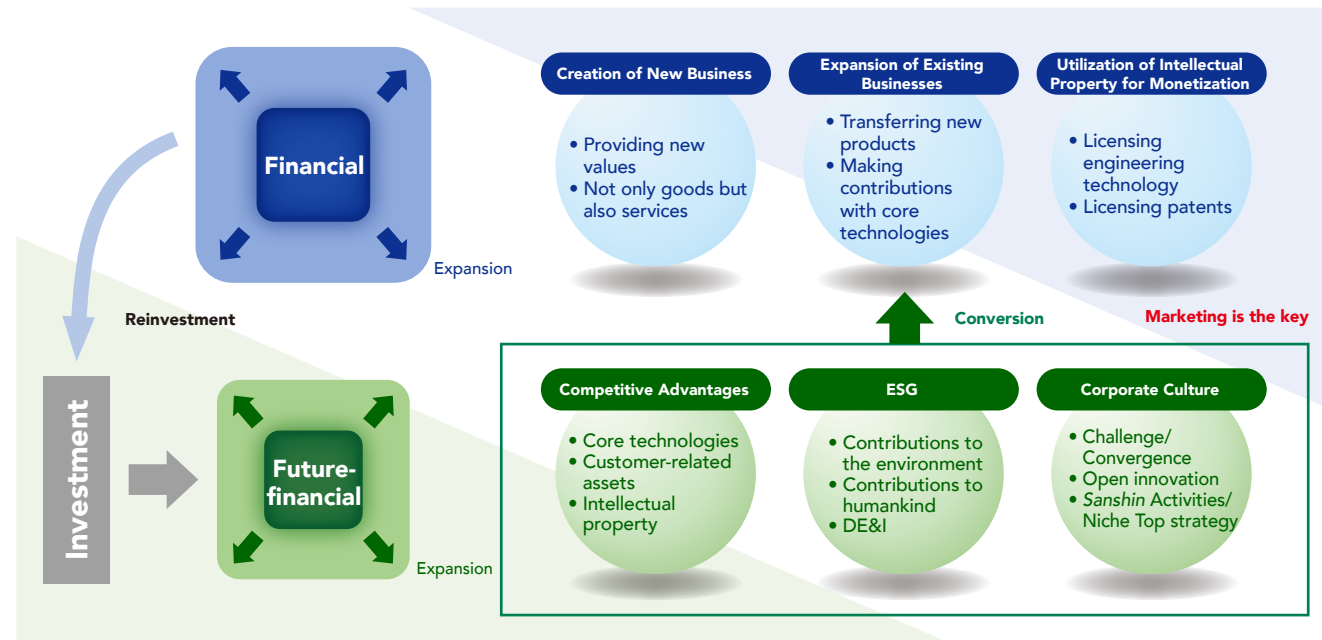 Financial
Expansion
Creation of New Business
• Providing new
values
• Not only goods but
also services
Expansion of Existing
Businesses
• Transferring new
products
• Making
contributions
with core
technologies
Utilization of Intellectual
Property for Monetization
• Licensing
engineering
technology
• Licensing patents
Reinvestment
Conversion
Marketing is the key
Investment
Future-
financial
Expansion
Competitive Advantages
• Core technologies
• Customer-related
assets
• Intellectual
property
ESG
• Contributions to
the environment
• Contributions to
humankind
• DE&I
Corporate Culture
• Challenge/
Convergence
• Open innovation
• Sanshin Activities/
Niche Top strategy